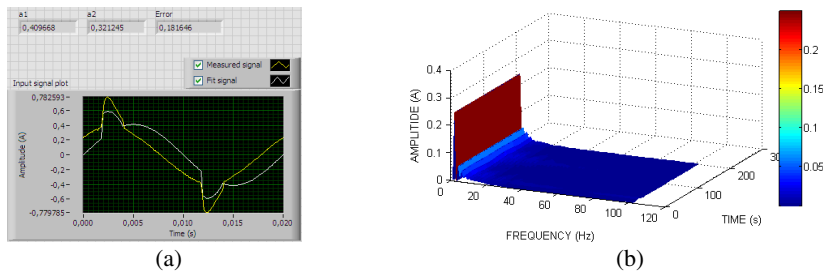 a1 a2 Error
0,409668 0,321245 0,181646
Measured signal
Fit signal
Input signal plot
0,782593
0,6
0,4
0,2
0
-0,2
-0,4
-0,6
-0,779785
Amplitude (A)
0,000 0,005 0,010 0,015 0,020
Time (s)
(a)
0.4
0.3
0.2
0.1
0
AMPLITIDE (A)
0 20 40 60 80 100 120
FREQUENCY (Hz)
0 100 200 30
TIME (s)
0.2
0.15
0.1
0.05
(b)